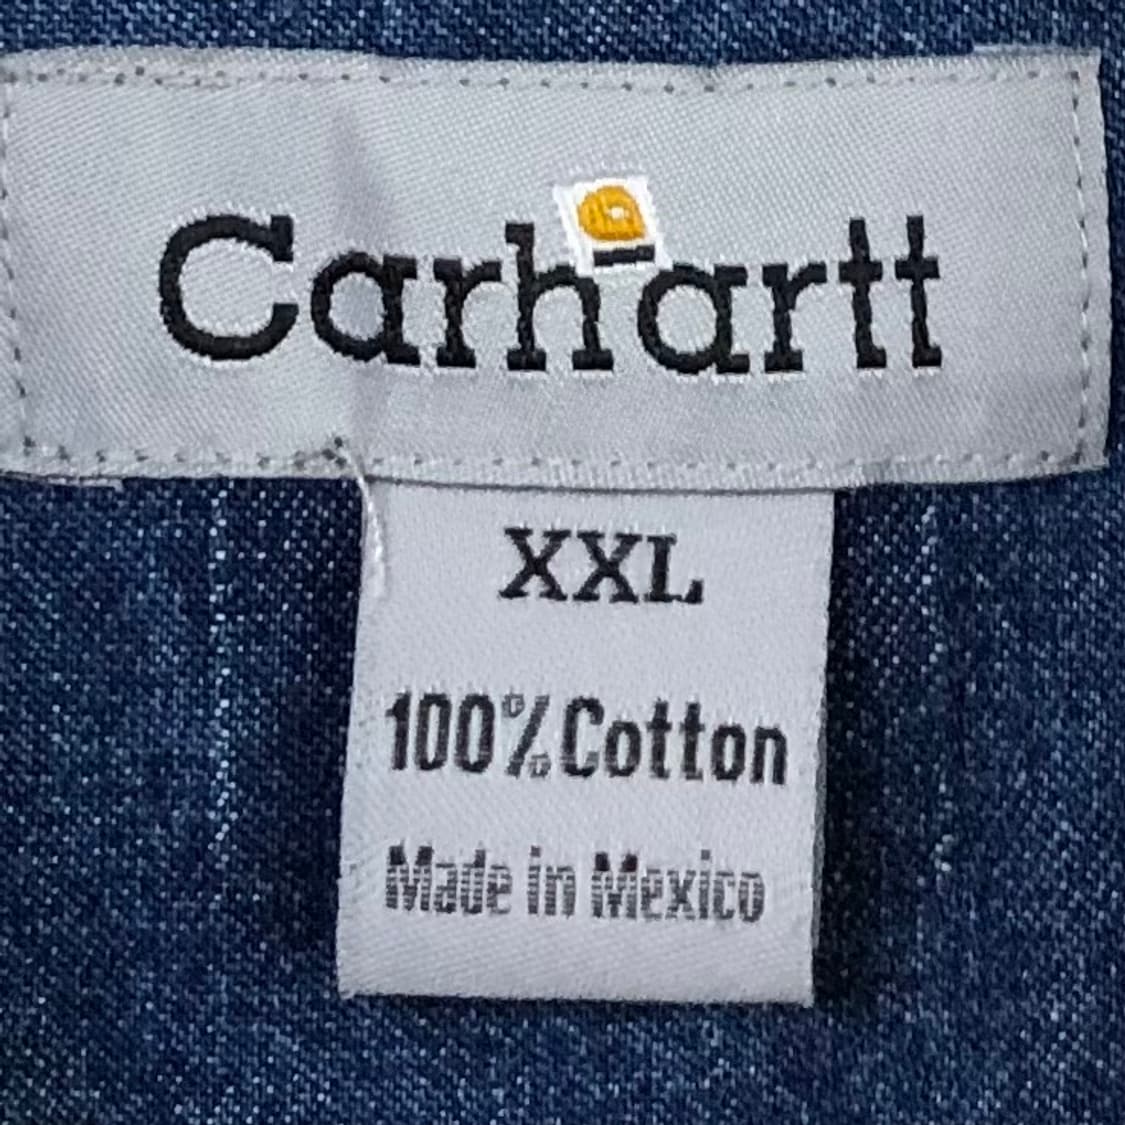 Carhartt
XXL
100% Cotton
Made in Mexico